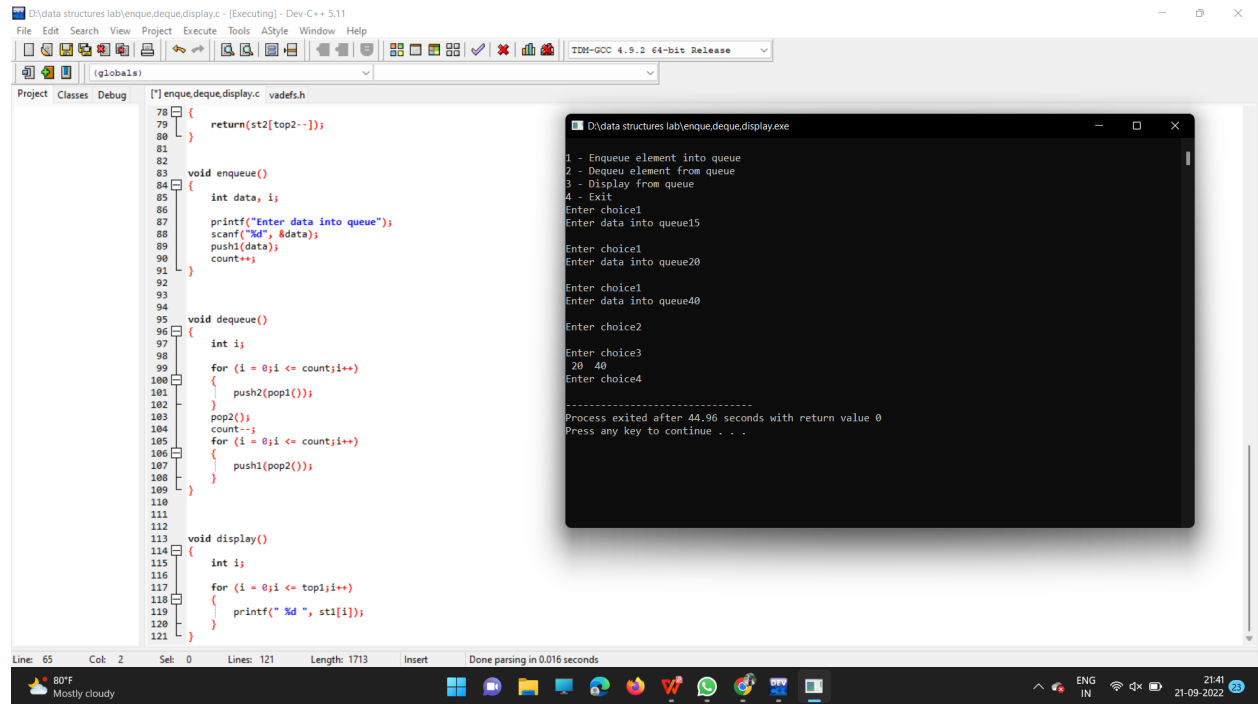 D:\data structures lab\enque,deque,display.c - [Executing] - Dev-C++ 5.11
File Edit Search View Project Execute Tools AStyle Window Help
TDM-GCC 4.9.2 64-bit Release
(globals)
Project Classes Debug
[*] enque,deque,display.c vadefs.h
78 {
79 return(st2[top2--]);
80 }
81
82
83 void enqueue()
84 {
85 int data, i;
86
87 printf("Enter data into queue");
88 scanf("%d", &data);
89 push1(data);
90 count++;
91 }
92
93
94
95 void dequeue()
96 {
97 int i;
98
99 for (i = 0;i <= count;i++)
100 {
101 push2(pop1());
102 }
103 pop2();
104 count--;
105 for (i = 0;i <= count;i++)
106 {
107 push1(pop2());
108 }
109 }
110
111
112
113 void display()
114 {
115 int i;
116
117 for (i = 0;i <= top1;i++)
118 {
119 printf(" %d ", st1[i]);
120 }
121 }
D:\data structures lab\enque,deque,display.exe
1 - Enqueue element into queue
2 - Dequeu element from queue
3 - Display from queue
4 - Exit
Enter choice1
Enter data into queue15
Enter choice1
Enter data into queue20
Enter choice1
Enter data into queue40
Enter choice2
Enter choice3
20 40
Enter choice4
--------------------------------
Process exited after 44.96 seconds with return value 0
Press any key to continue . . .
Line: 65 Col: 2 Sel: 0 Lines: 121 Length: 1713 Insert Done parsing in 0.016 seconds
80°F
Mostly cloudy
DEV
ENG
IN
21:41
21-09-2022
23